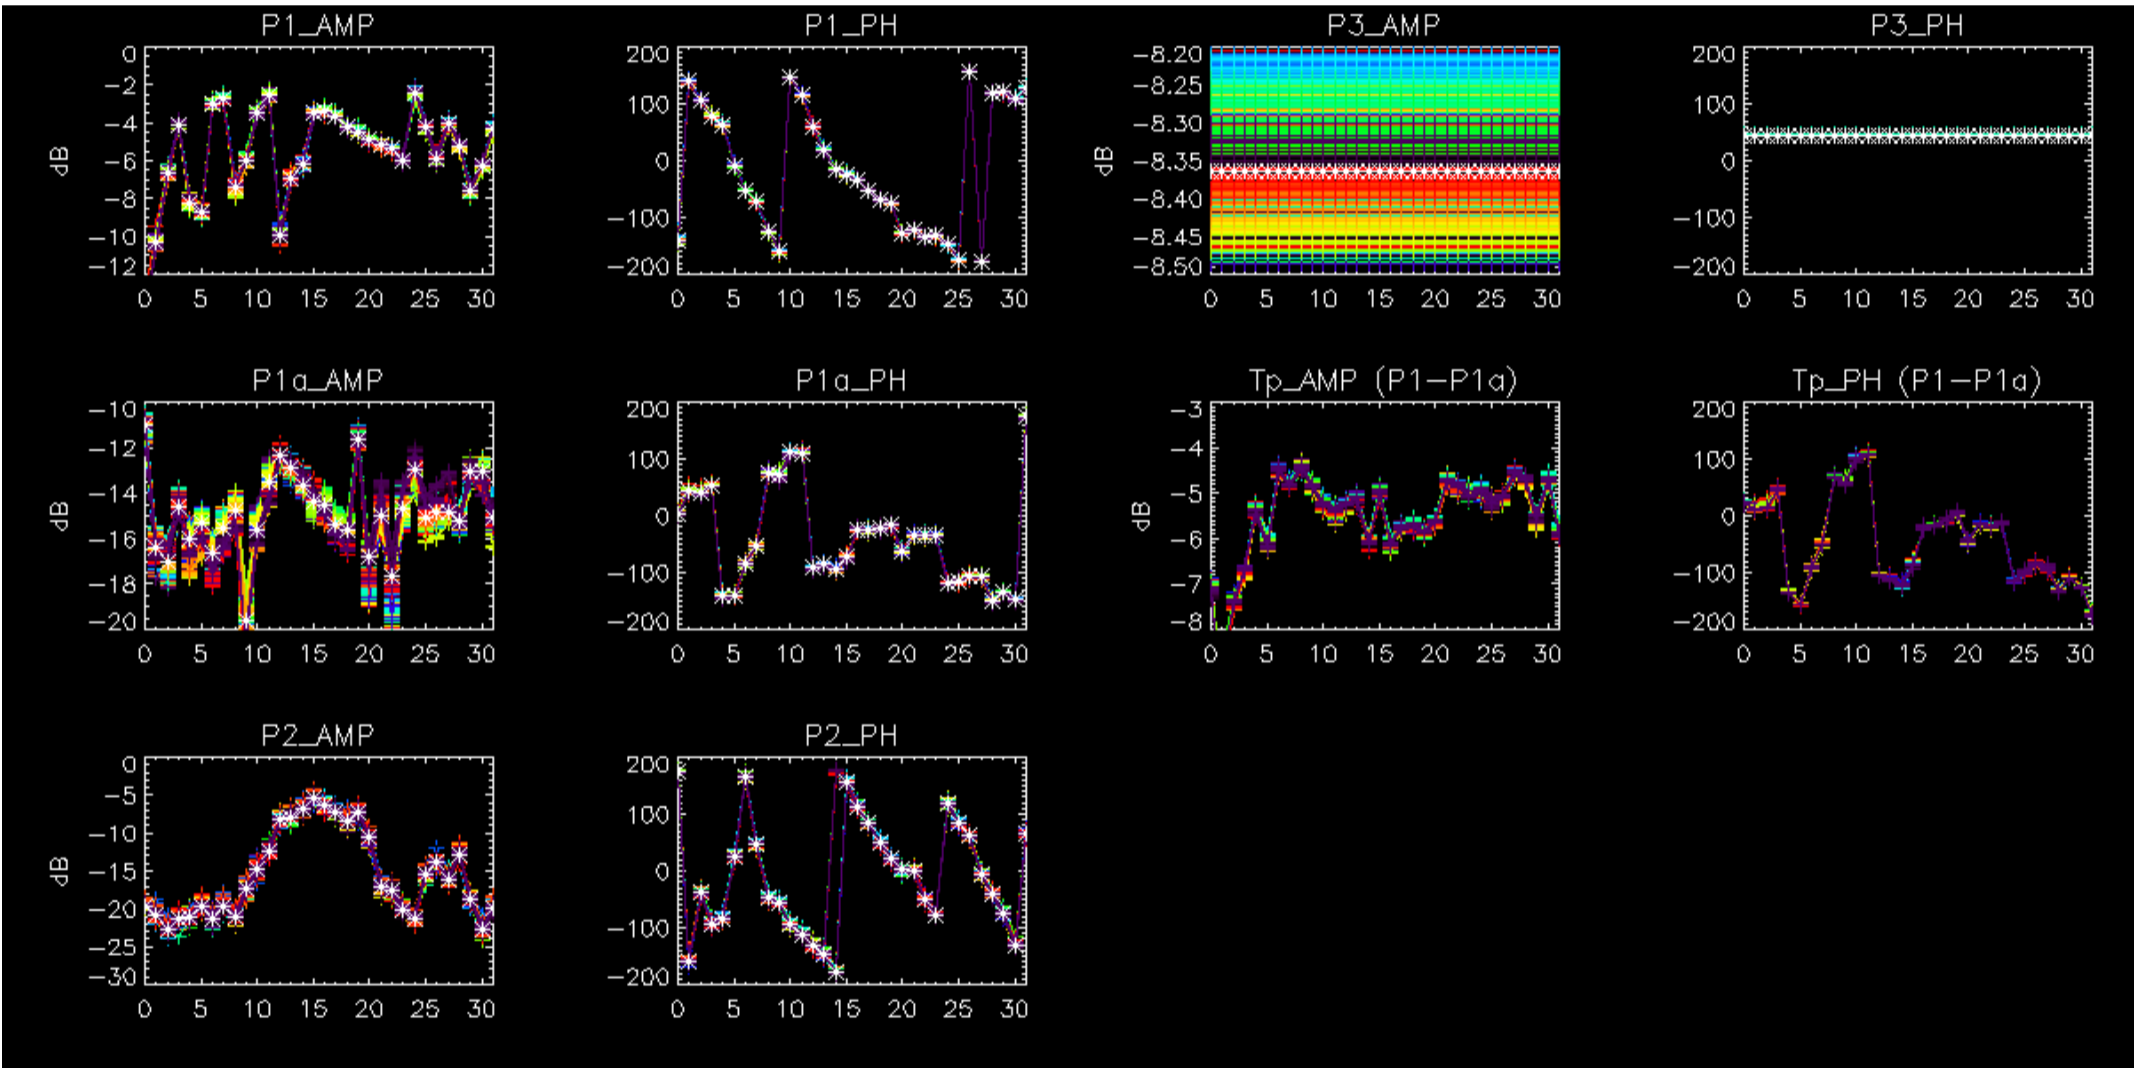 P1_AMP
0
-2
-4
-6
-8
-10
-12
dB
0 5 10 15 20 25 30
P1_PH
200
100
0
-100
-200
0 5 10 15 20 25 30
P3_AMP
-8.20
-8.25
-8.30
-8.35
-8.40
-8.45
-8.50
dB
0 5 10 15 20 25 30
P3_PH
200
100
0
-100
-200
0 5 10 15 20 25 30
P1a_AMP
-10
-12
-14
-16
-18
-20
dB
0 5 10 15 20 25 30
P1a_PH
200
100
0
-100
-200
0 5 10 15 20 25 30
Tp_AMP (P1-P1a)
-3
-4
-5
-6
-7
-8
dB
0 5 10 15 20 25 30
Tp_PH (P1-P1a)
200
100
0
-100
-200
0 5 10 15 20 25 30
P2_AMP
0
-5
-10
-15
-20
-25
-30
dB
0 5 10 15 20 25 30
P2_PH
200
100
0
-100
-200
0 5 10 15 20 25 30